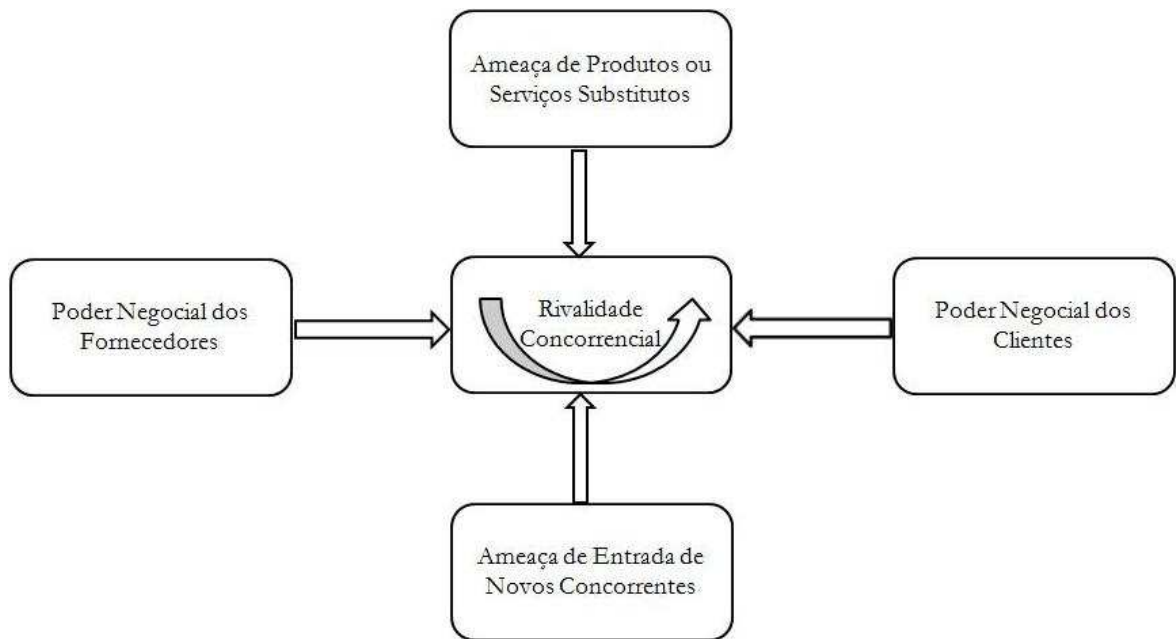 Ameaça de Produtos ou
Serviços Substitutos
Poder Negocial dos
Fornecedores
Rivalidade
Concorrencial
Poder Negocial dos
Clientes
Ameaça de Entrada de
Novos Concorrentes